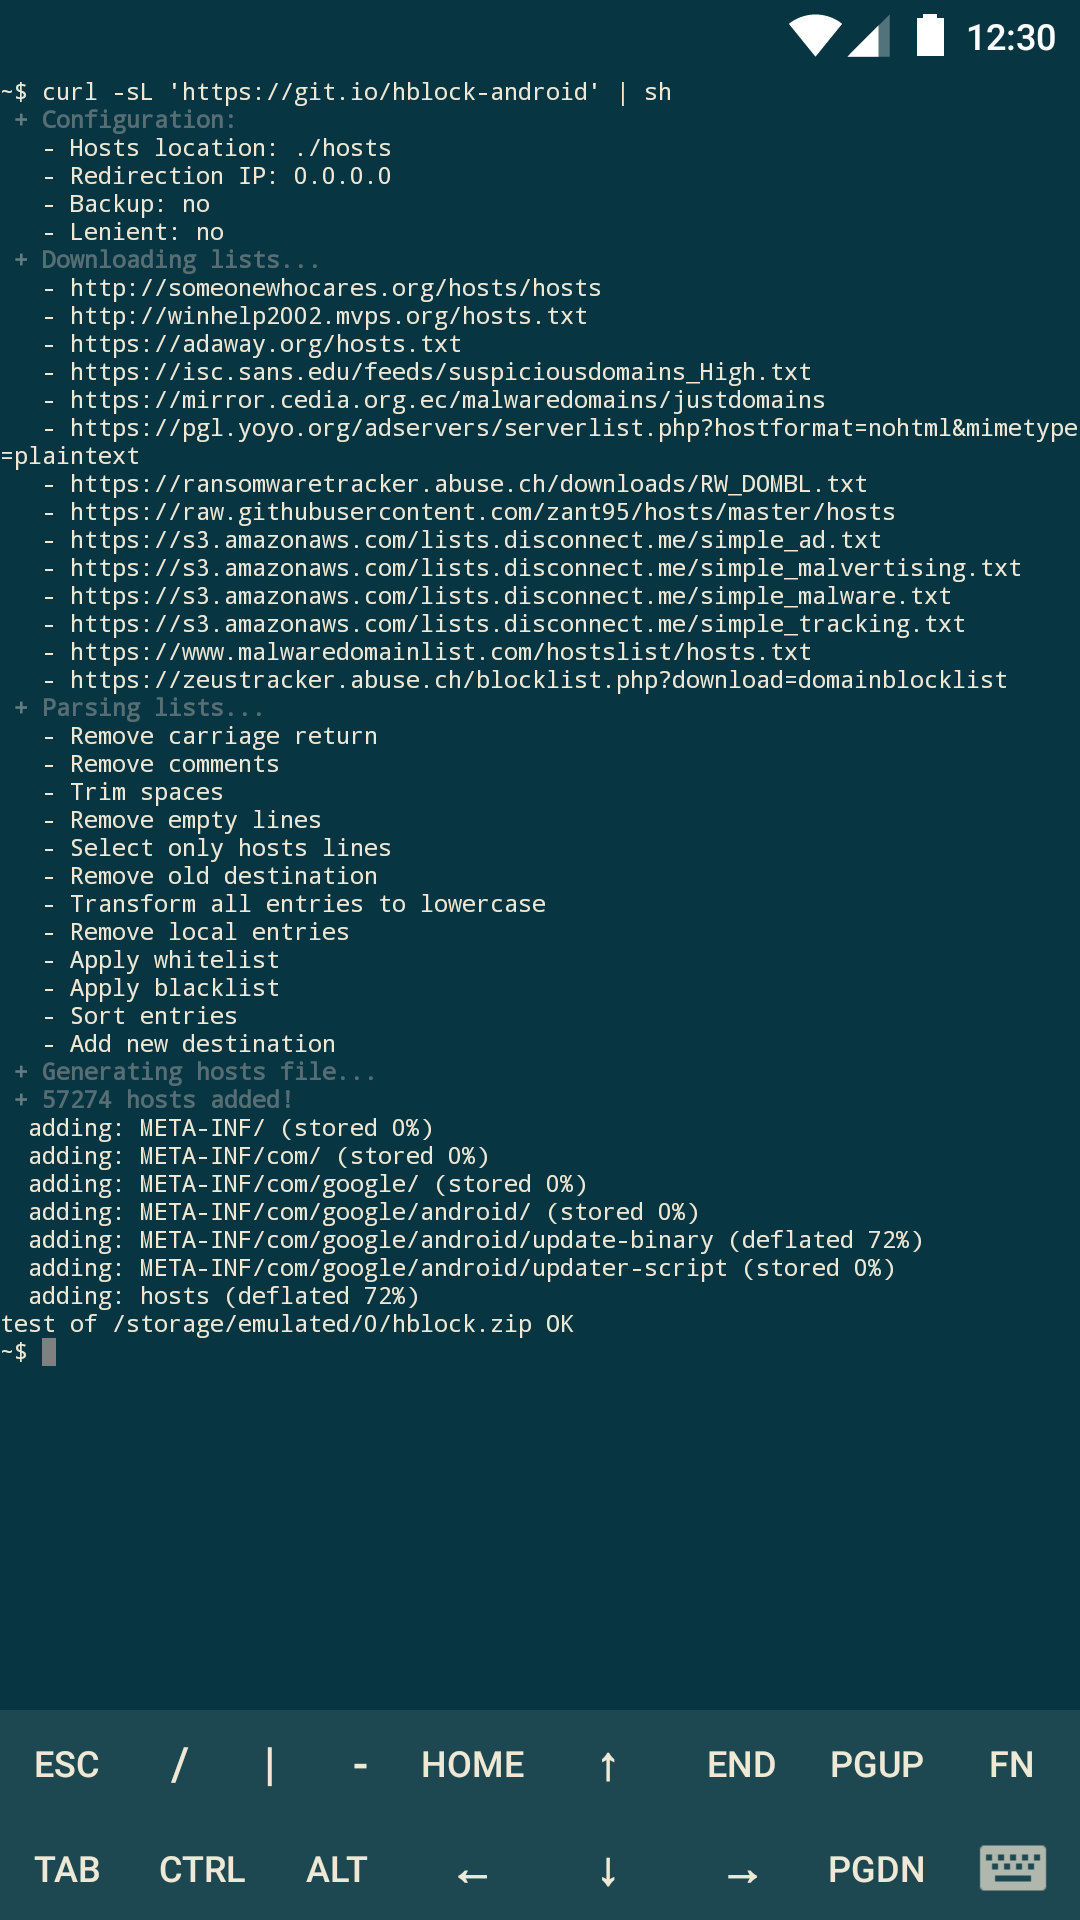 12:30
~$ curl -sL 'https://git.io/hblock-android' | sh
 + Configuration:
   - Hosts location: ./hosts
   - Redirection IP: 0.0.0.0
   - Backup: no
   - Lenient: no
 + Downloading lists...
   - http://someonewhocares.org/hosts/hosts
   - http://winhelp2002.mvps.org/hosts.txt
   - https://adaway.org/hosts.txt
   - https://isc.sans.edu/feeds/suspiciousdomains_High.txt
   - https://mirror.cedia.org.ec/malwaredomains/justdomains
   - https://pgl.yoyo.org/adservers/serverlist.php?hostformat=nohtml&mimetype
=plaintext
   - https://ransomwaretracker.abuse.ch/downloads/RW_DOMBL.txt
   - https://raw.githubusercontent.com/zant95/hosts/master/hosts
   - https://s3.amazonaws.com/lists.disconnect.me/simple_ad.txt
   - https://s3.amazonaws.com/lists.disconnect.me/simple_malvertising.txt
   - https://s3.amazonaws.com/lists.disconnect.me/simple_malware.txt
   - https://s3.amazonaws.com/lists.disconnect.me/simple_tracking.txt
   - https://www.malwaredomainlist.com/hostslist/hosts.txt
   - https://zeustracker.abuse.ch/blocklist.php?download=domainblocklist
 + Parsing lists...
   - Remove carriage return
   - Remove comments
   - Trim spaces
   - Remove empty lines
   - Select only hosts lines
   - Remove old destination
   - Transform all entries to lowercase
   - Remove local entries
   - Apply whitelist
   - Apply blacklist
   - Sort entries
   - Add new destination
 + Generating hosts file...
 + 57274 hosts added!
  adding: META-INF/ (stored 0%)
  adding: META-INF/com/ (stored 0%)
  adding: META-INF/com/google/ (stored 0%)
  adding: META-INF/com/google/android/ (stored 0%)
  adding: META-INF/com/google/android/update-binary (deflated 72%)
  adding: META-INF/com/google/android/updater-script (stored 0%)
  adding: hosts (deflated 72%)
test of /storage/emulated/0/hblock.zip OK
~$
ESC / | - HOME ↑ END PGUP FN
TAB CTRL ALT ← ↓ → PGDN